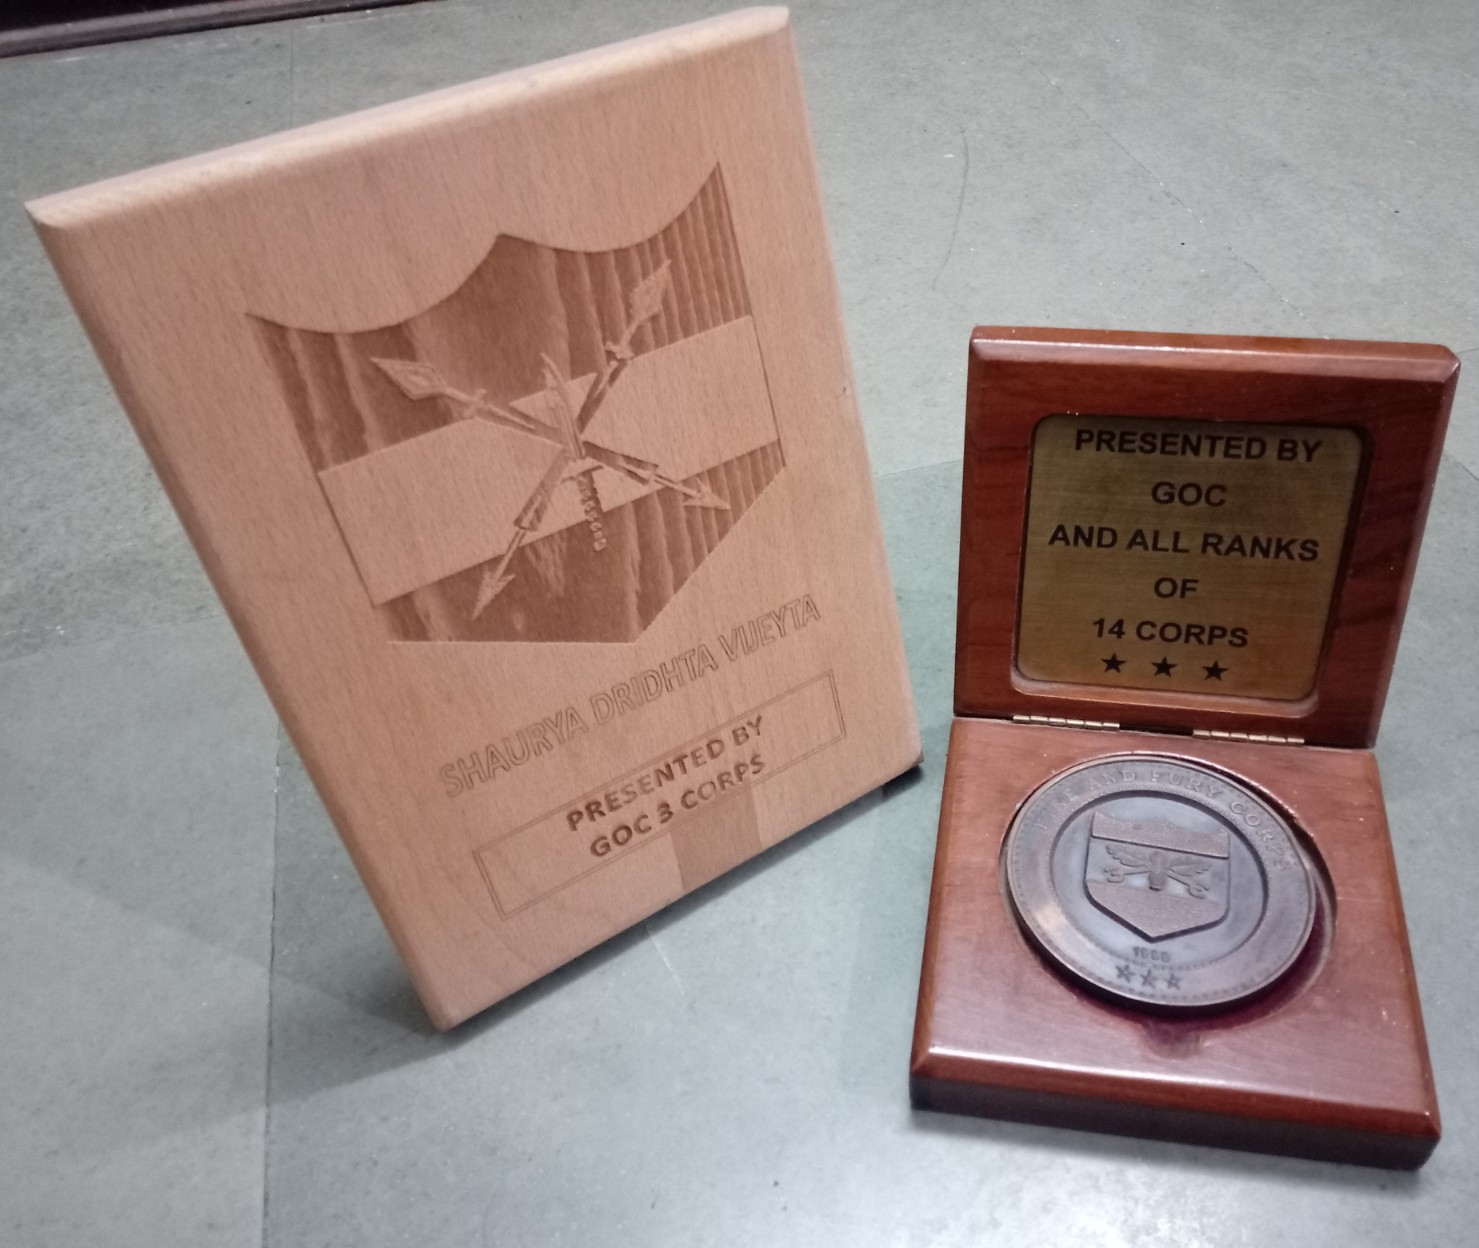 SHAURYA DRIDHTA VIJEYTA
PRESENTED BY
GOC 3 CORPS
PRESENTED BY
GOC
AND ALL RANKS
OF
14 CORPS
★ ★ ★
FIRE AND FURY CORPS